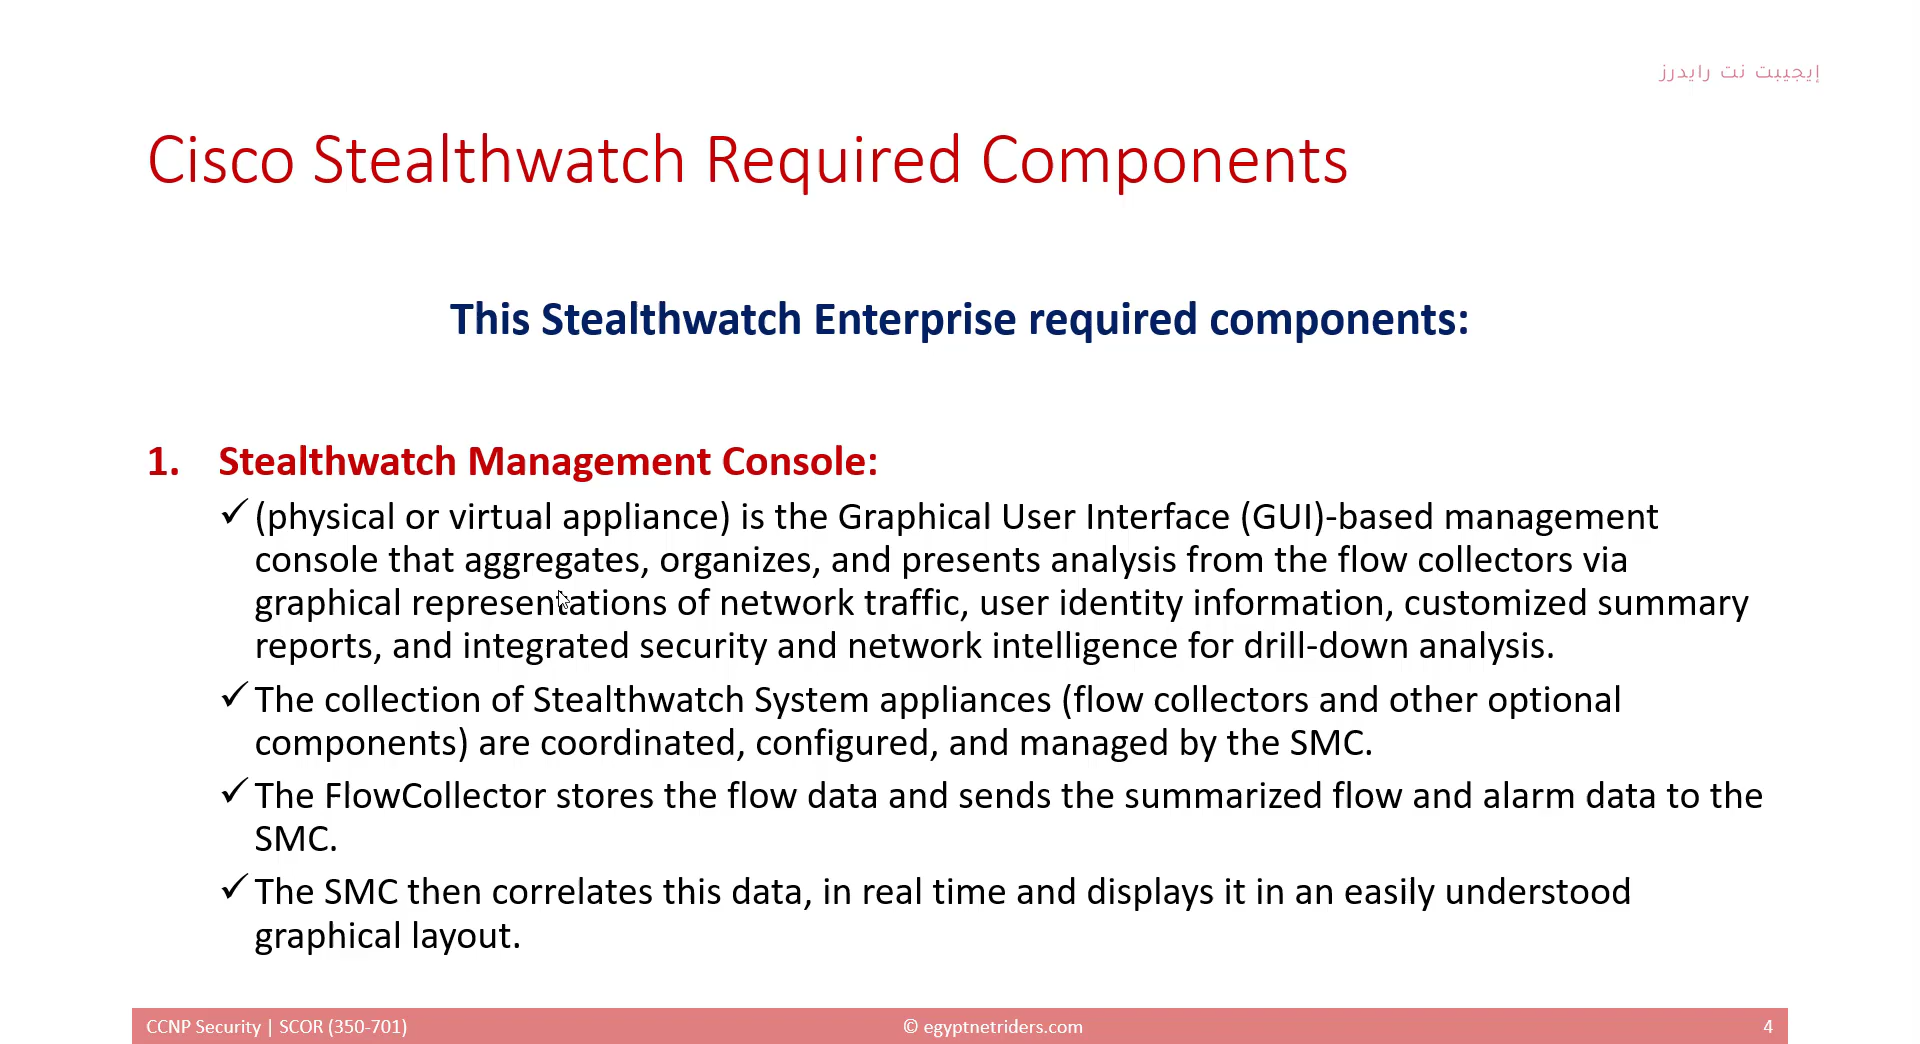 إيجيبت نت رايدرز
Cisco Stealthwatch Required Components
This Stealthwatch Enterprise required components:
1. Stealthwatch Management Console:
✓ (physical or virtual appliance) is the Graphical User Interface (GUI)-based management
console that aggregates, organizes, and presents analysis from the flow collectors via
graphical representations of network traffic, user identity information, customized summary
reports, and integrated security and network intelligence for drill-down analysis.
✓ The collection of Stealthwatch System appliances (flow collectors and other optional
components) are coordinated, configured, and managed by the SMC.
✓ The FlowCollector stores the flow data and sends the summarized flow and alarm data to the
SMC.
✓ The SMC then correlates this data, in real time and displays it in an easily understood
graphical layout.
CCNP Security | SCOR (350-701) © egyptnetriders.com 4